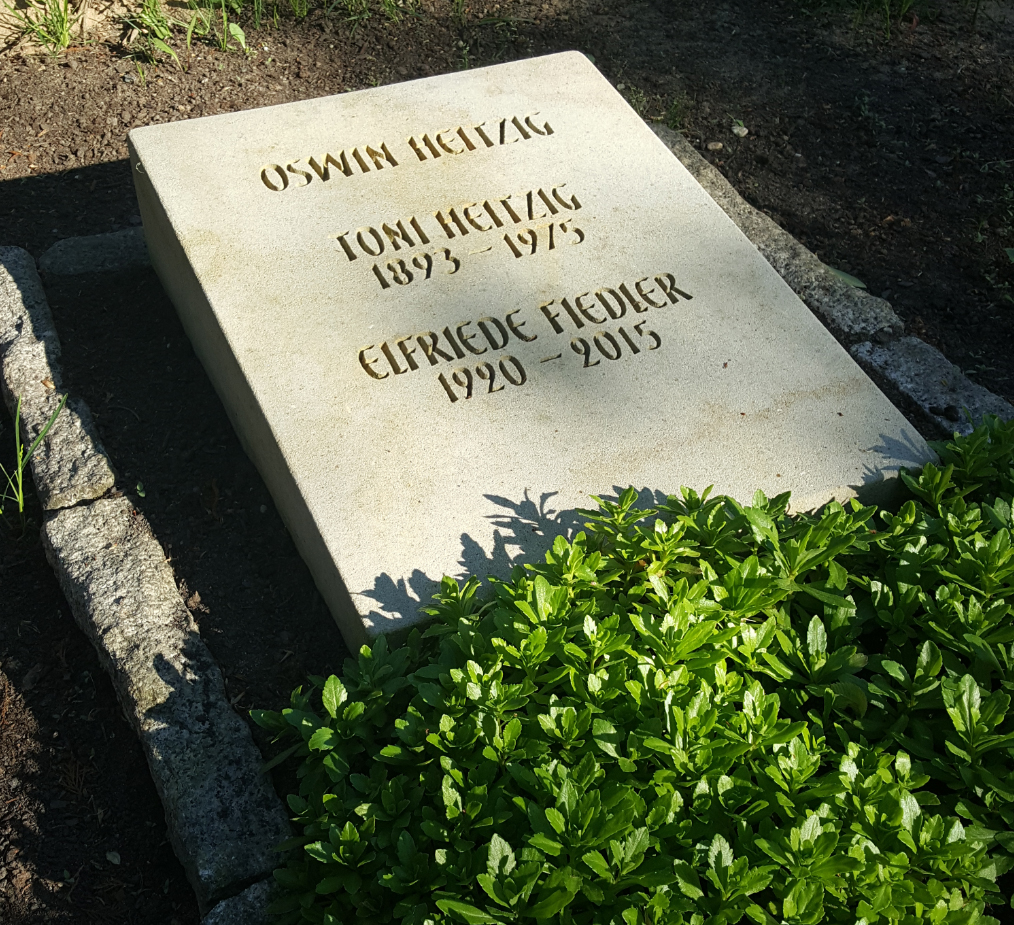 OSWIN HEITZIG
TONI HEITZIG
1893 – 1975
ELFRIEDE FIEDLER
1920 – 2015